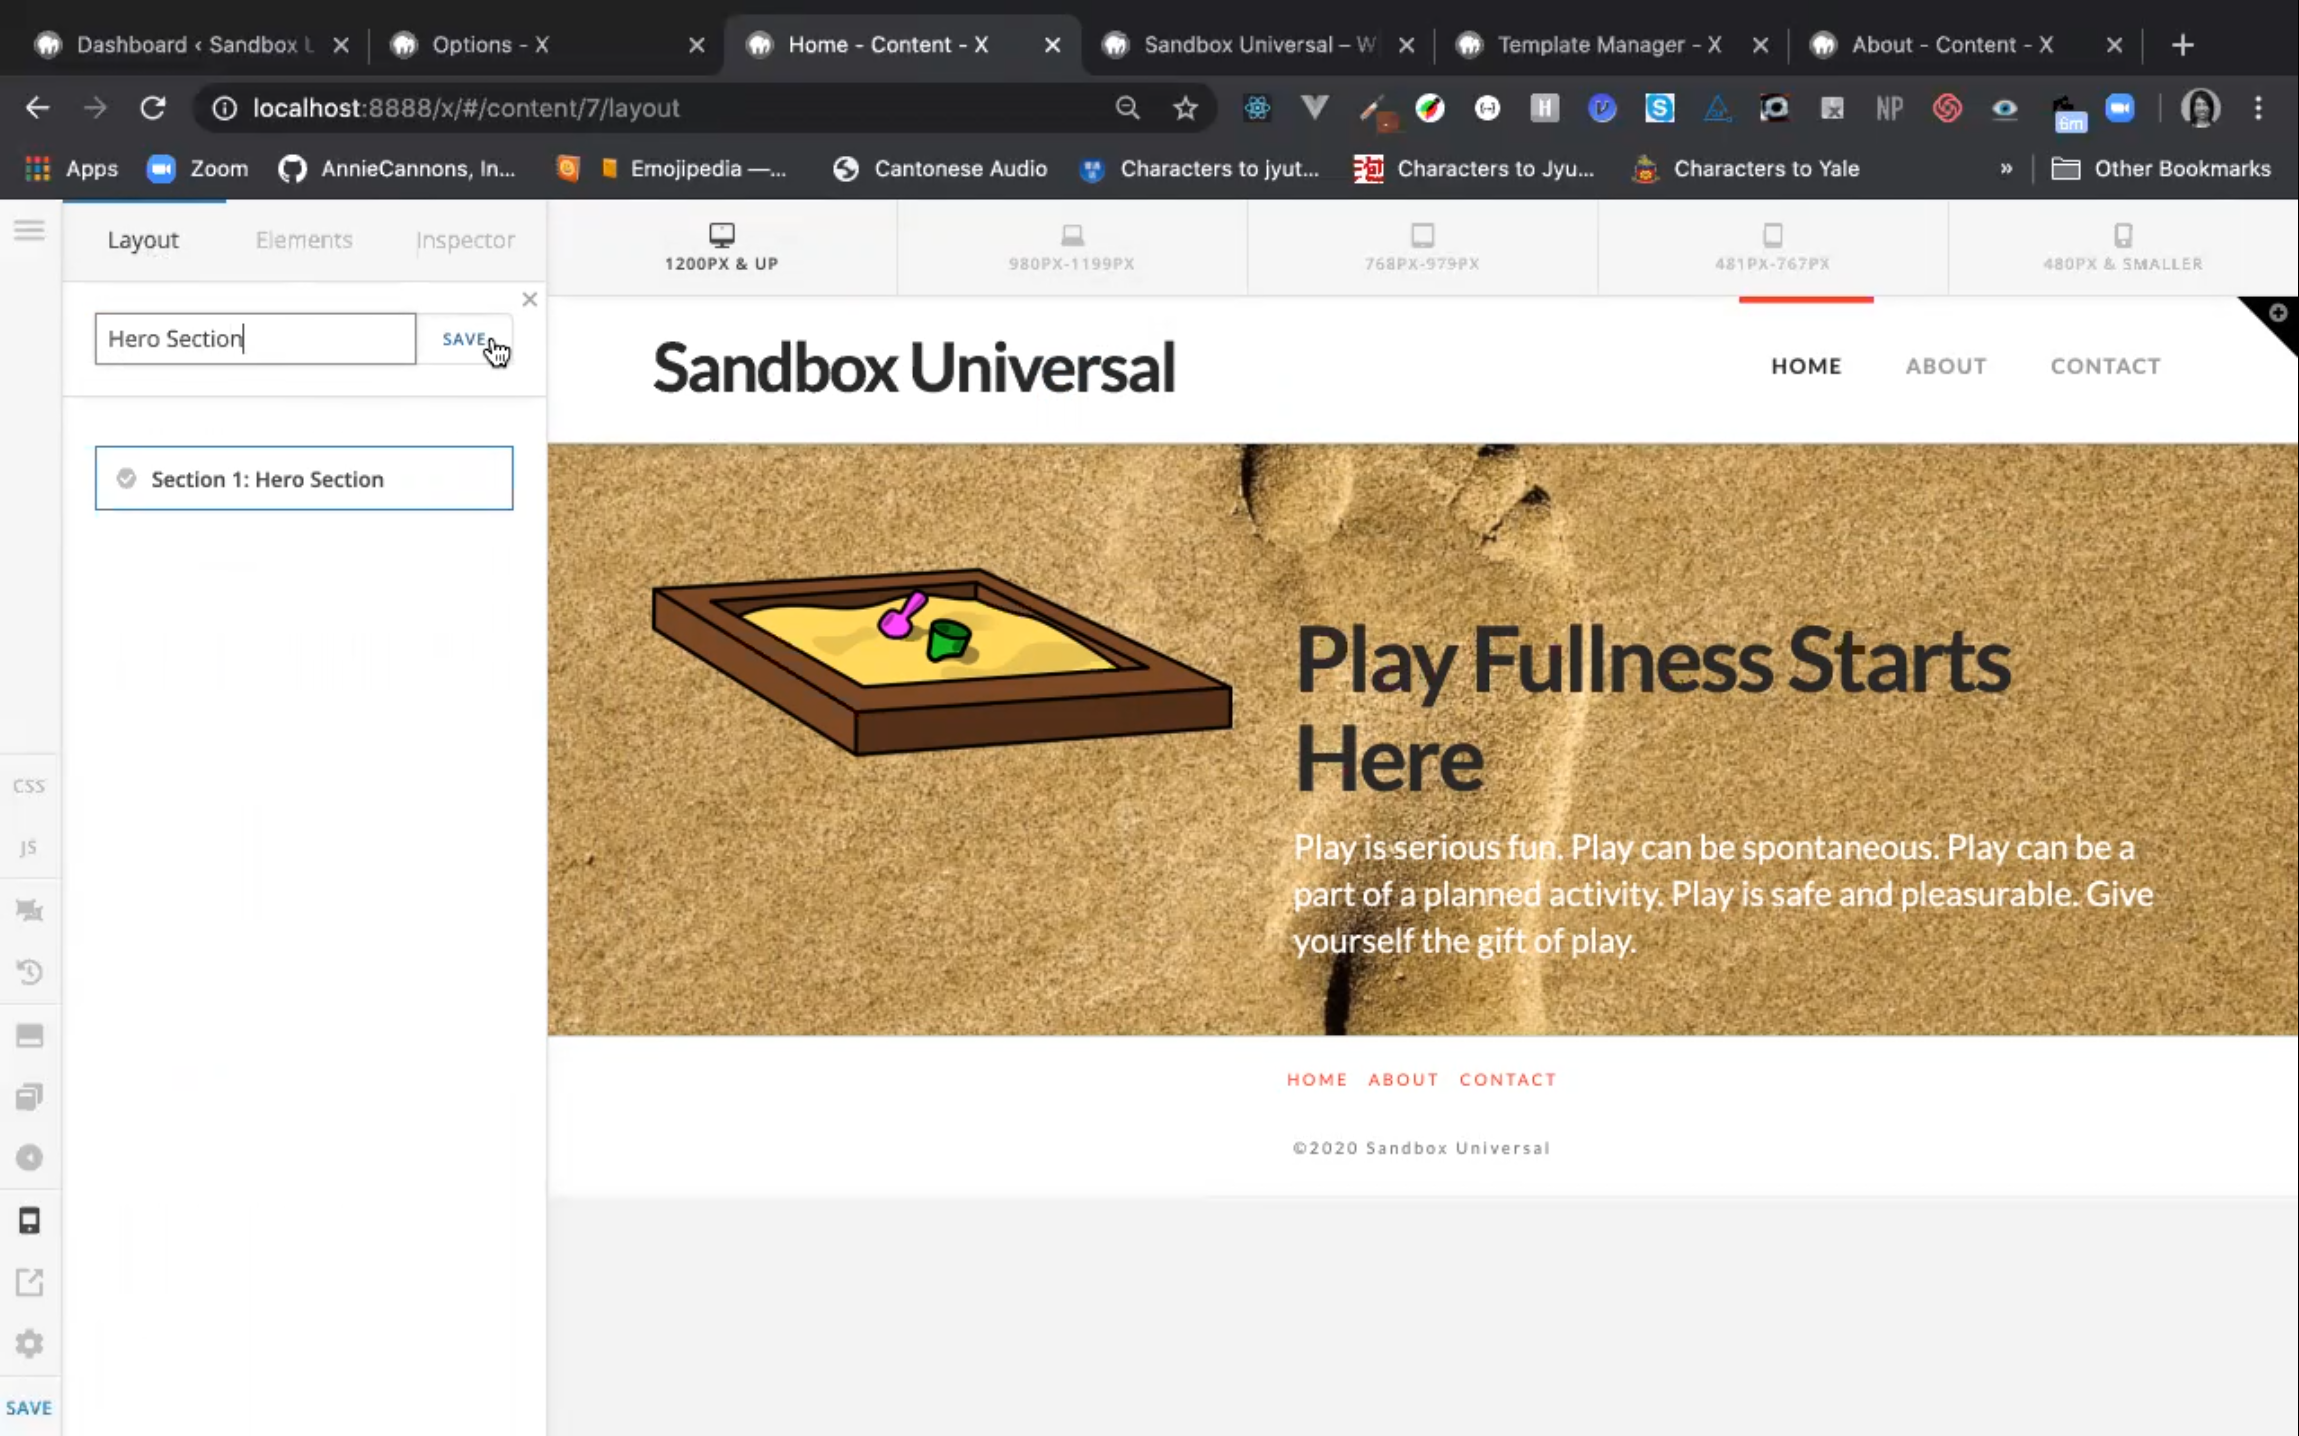 Dashboard ‹ Sandbox U
Options - X
Home - Content - X
Sandbox Universal – W
Template Manager - X
About - Content - X
localhost:8888/x/#/content/7/layout
H
S
NP
6m
Apps
Zoom
AnnieCannons, In...
Emojipedia —...
Cantonese Audio
Characters to jyut...
Characters to Jyu...
Characters to Yale
»
Other Bookmarks
Layout
Elements
Inspector
1200PX & UP
980PX-1199PX
768PX-979PX
481PX-767PX
480PX & SMALLER
Hero Section
SAVE
Section 1: Hero Section
CSS
JS
SAVE
Sandbox Universal
HOME
ABOUT
CONTACT
Play Fullness Starts
Here
Play is serious fun. Play can be spontaneous. Play can be a
part of a planned activity. Play is safe and pleasurable. Give
yourself the gift of play.
HOME ABOUT CONTACT
©2020 Sandbox Universal